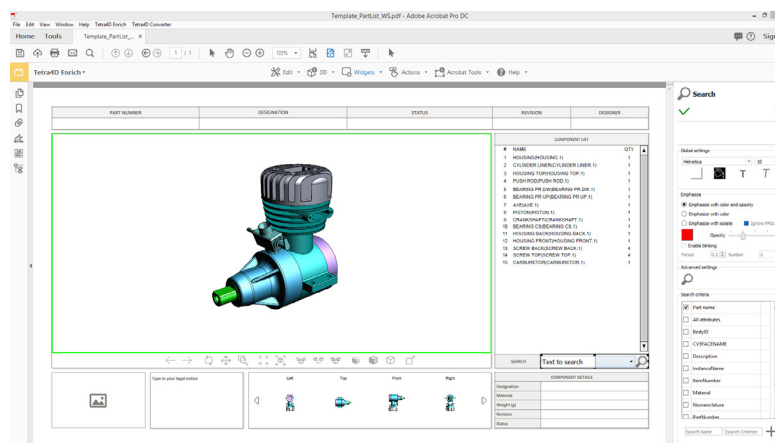 Template_PartList_WS.pdf - Adobe Acrobat Pro DC
File Edit View Window Help Tetra4D Enrich Tetra4D Converter
Home Tools Template_PartList_... × Sig
1 / 1 122%
Tetra4D Enrich Edit 3D Widgets Actions Acrobat Tools Help
Search
PART NUMBER DESIGNATION STATUS REVISION DESIGNER
COMPONENT LIST
# NAME QTY
1 HOUSING(HOUSING.1) 1
2 CYLINDER LINER(CYLINDER LINER.1) 1
3 HOUSING TOP(HOUSING TOP.1) 1
4 PUSH ROD(PUSH ROD.1) 1
5 BEARING PR DW(BEARING PR DW.1) 1
6 BEARING PR UP(BEARING PR UP.1) 1
7 AXE(AXE.1) 1
8 PISTON(PISTON.1) 1
9 CRANKSHAFT(CRANKSHAFT.1) 1
10 BEARING CS(BEARING CS.1) 1
11 HOUSING BACK(HOUSING BACK.1) 1
12 HOUSING FRONT(HOUSING FRONT.1) 1
13 SCREW BACK(SCREW BACK.1) 4
14 SCREW TOP(SCREW TOP.1) 4
15 CARBURETOR(CARBURETOR.1) 1
SEARCH Text to search
Type in your legal notice
Left Top Front Right
COMPONENT DETAILS
Designation
Material
Weight (g)
Revision
Status
Global settings
Helvetica 10
T T
Emphasize
Emphasize with color and opacity
Emphasize with color
Emphasize with isolate Ignore PMIs
Opacity
Enable blinking
Period 0.5 Number 5
Advanced settings
Search criteria
Part name
All attributes
BodyID
CVSFACENAME
Description
InstanceName
ItemNumber
Material
Nomenclature
PartNumber
Search Name Search Criterion